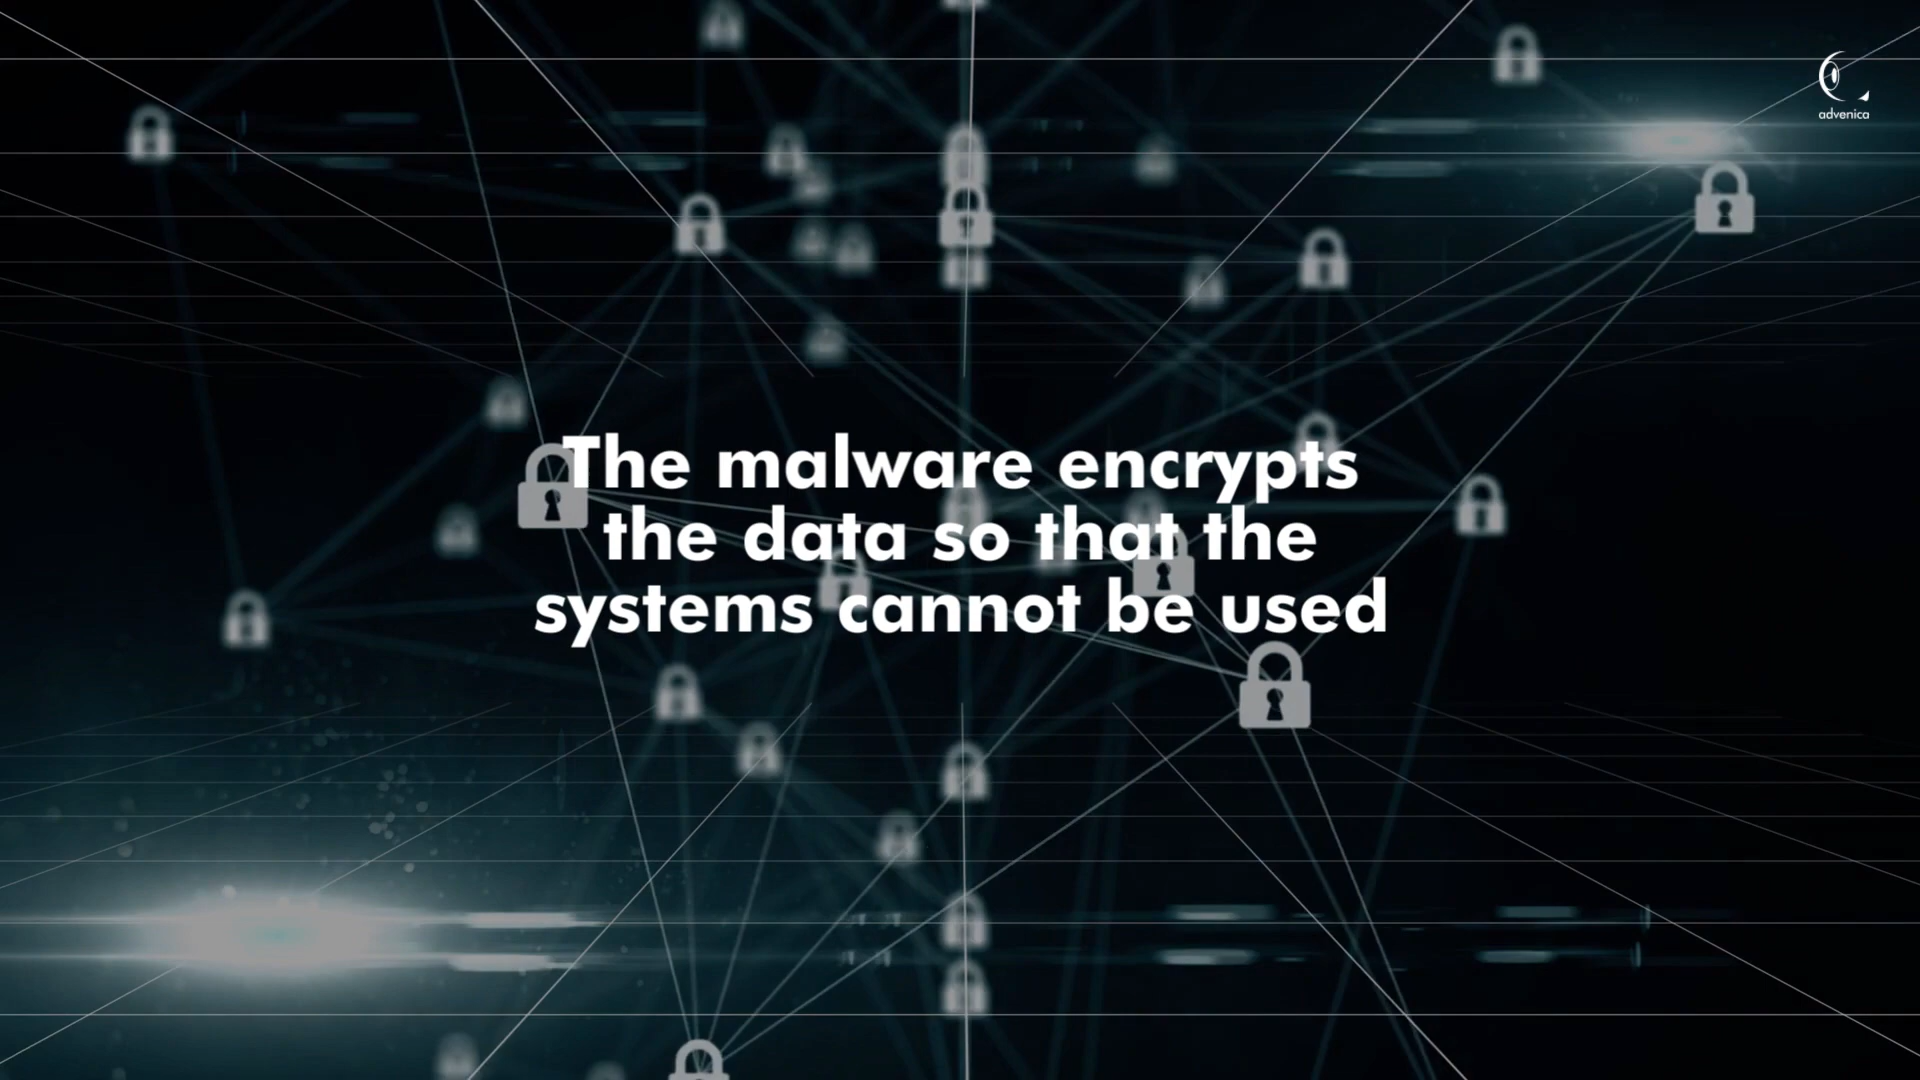 advenica
The malware encrypts
the data so that the
systems cannot be used